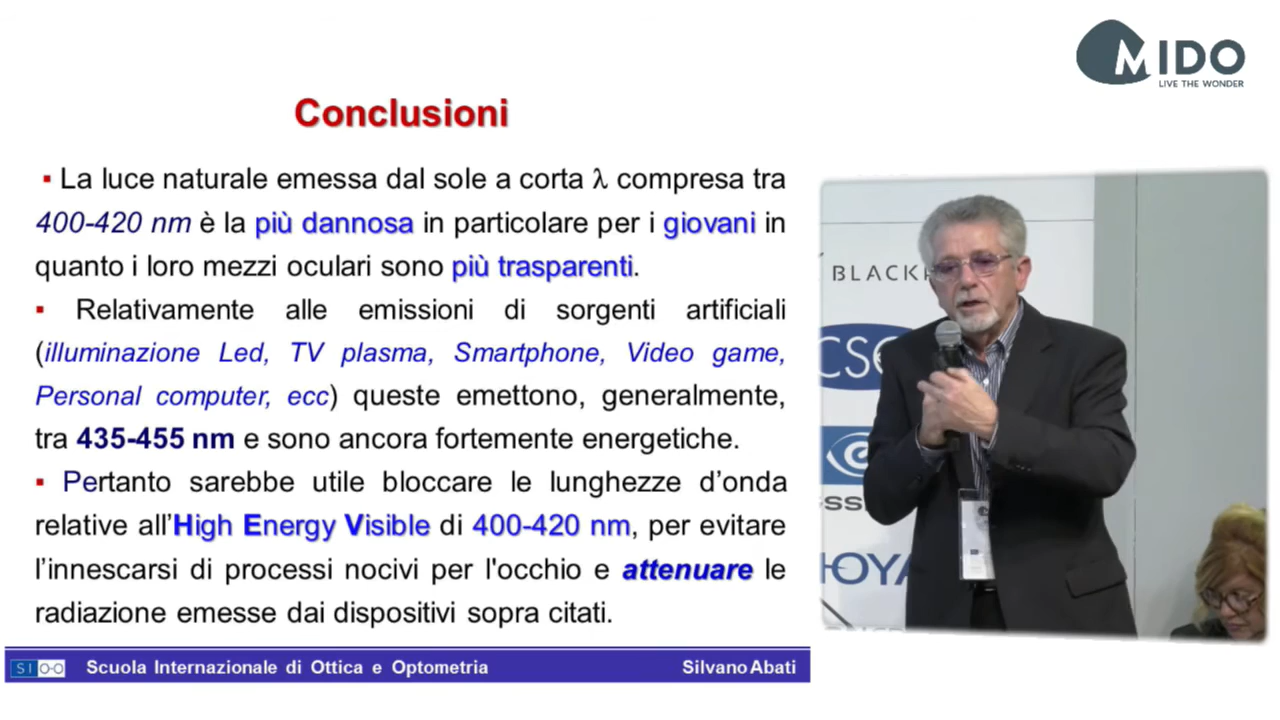 MIDO
LIVE THE WONDER
Conclusioni
▪ La luce naturale emessa dal sole a corta λ compresa tra
400-420 nm è la più dannosa in particolare per i giovani in
quanto i loro mezzi oculari sono più trasparenti.
▪ Relativamente alle emissioni di sorgenti artificiali
(illuminazione Led, TV plasma, Smartphone, Video game,
Personal computer, ecc) queste emettono, generalmente,
tra 435-455 nm e sono ancora fortemente energetiche.
▪ Pertanto sarebbe utile bloccare le lunghezze d’onda
relative all’High Energy Visible di 400-420 nm, per evitare
l’innescarsi di processi nocivi per l'occhio e attenuare le
radiazione emesse dai dispositivi sopra citati.
BLACK
CSO
HOYA
S I O-O Scuola Internazionale di Ottica e Optometria Silvano Abati